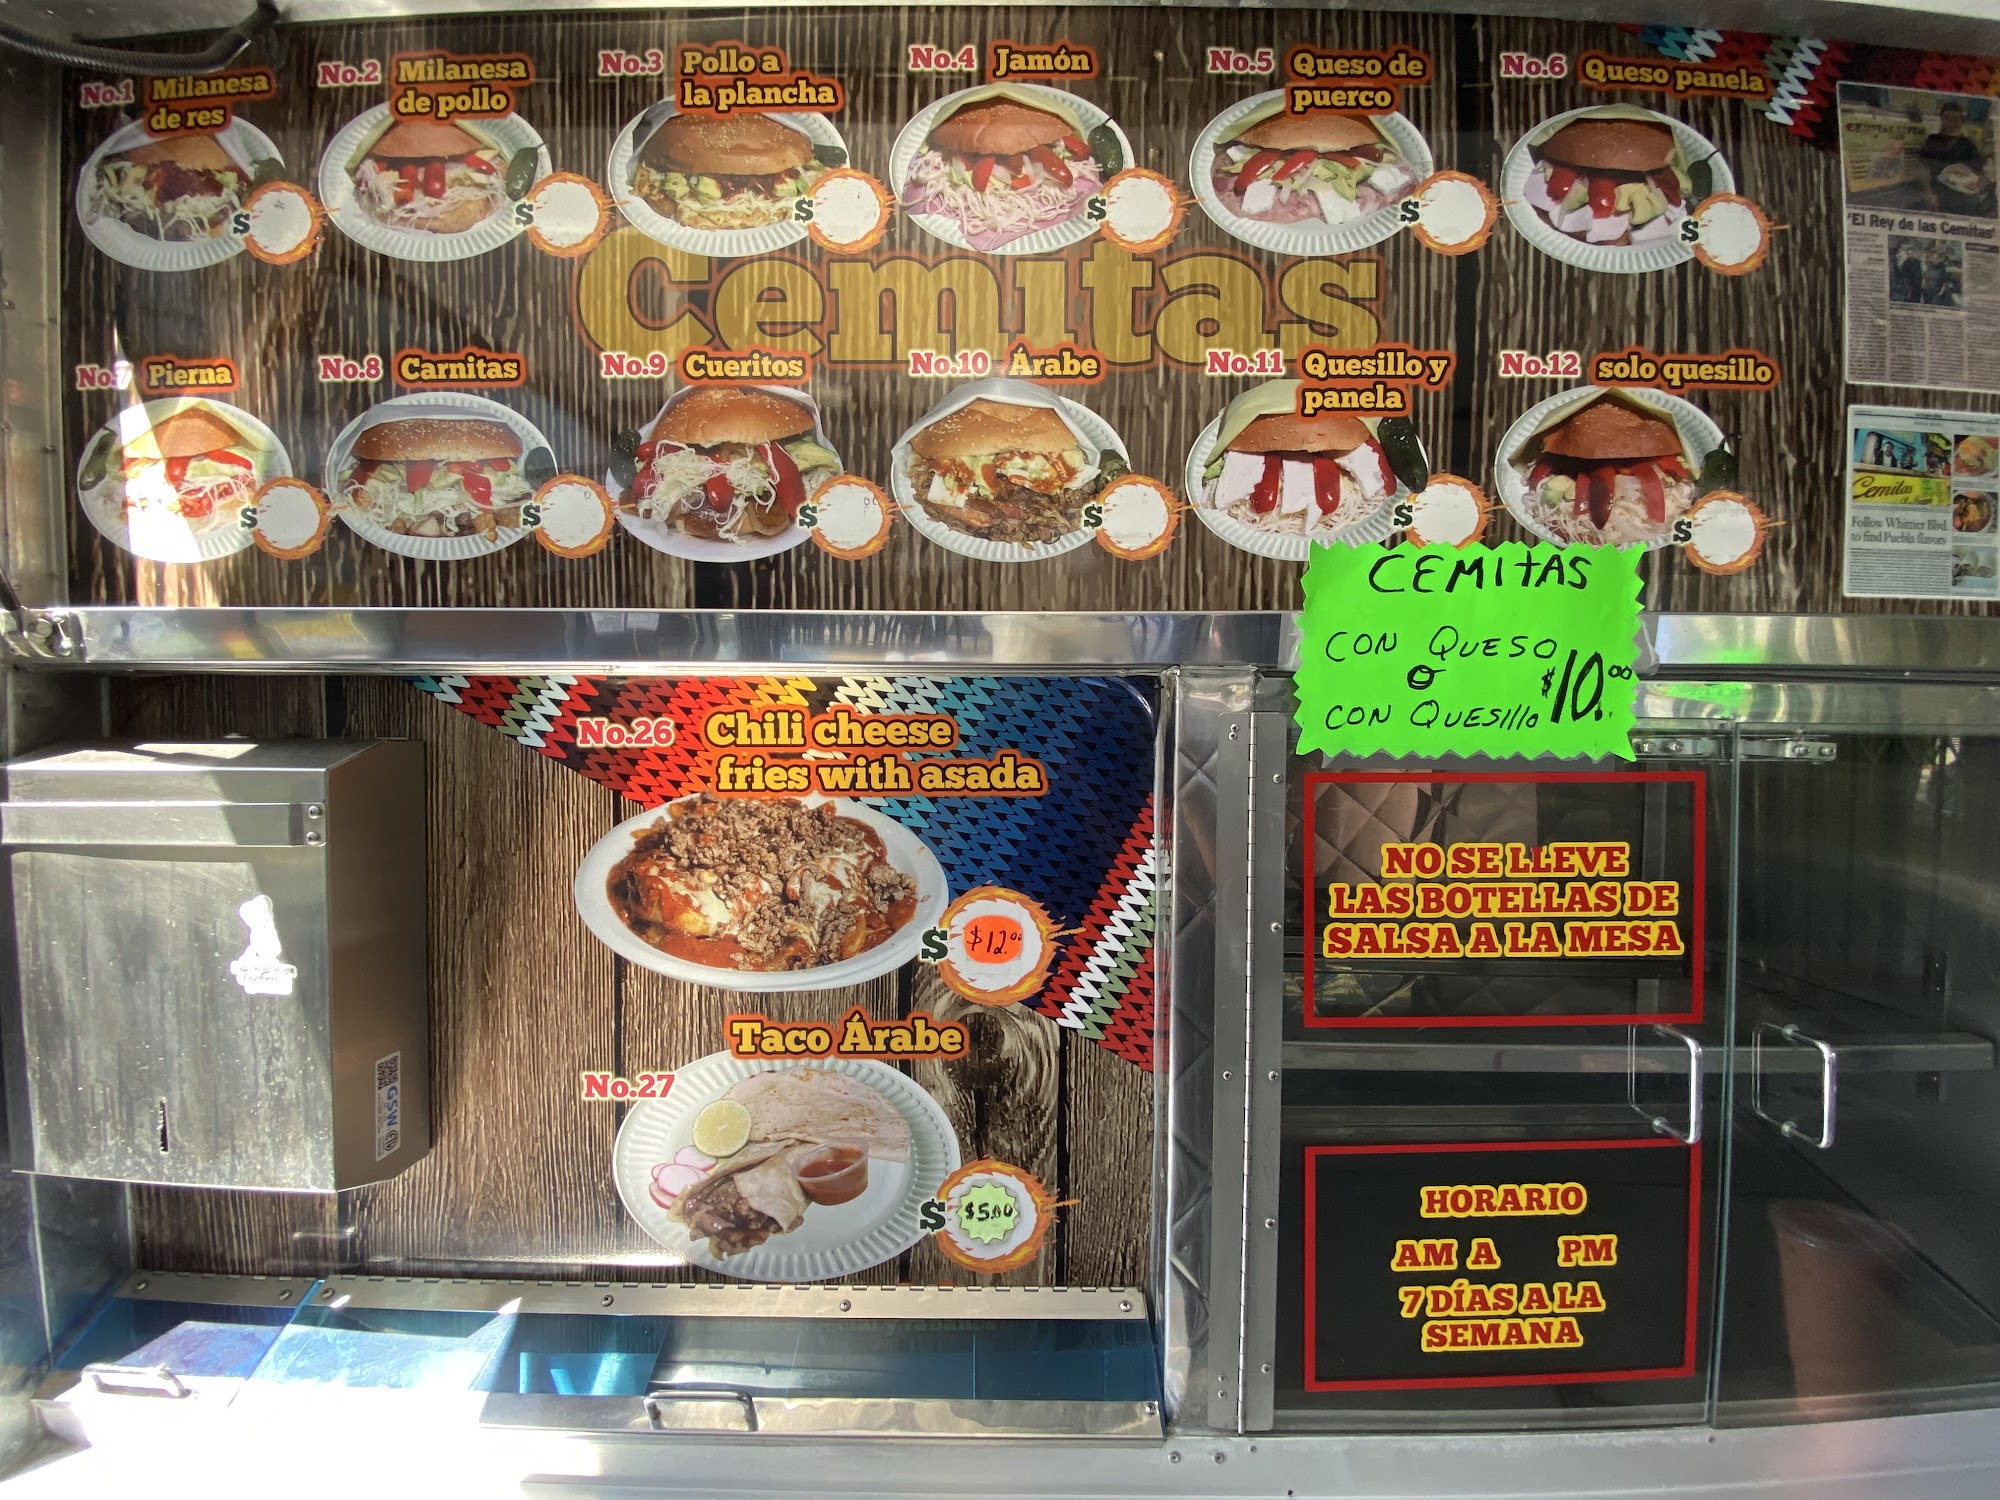 No.1 Milanesa
de res
$
No.2 Milanesa
de pollo
$
No.3 Pollo a
la plancha
$
No.4 Jamón
$
No.5 Queso de
puerco
$
No.6 Queso panela
$
Cemitas
No.7 Pierna
$
No.8 Carnitas
$
No.9 Cueritos
$
No.10 Árabe
$
No.11 Quesillo y
panela
$
No.12 solo quesillo
$
'El Rey de las Cemitas'
Cemitas
Follow Whittier Blvd.
to find Puebla flavors
CEMITAS
CON QUESO
O
CON QUESIllO
$10.00
No.26 Chili cheese
fries with asada
$ $12.00
Taco Árabe
No.27
$ $5.00
GSW
NO SE LLEVE
LAS BOTELLAS DE
SALSA A LA MESA
HORARIO
AM A PM
7 DÍAS A LA
SEMANA